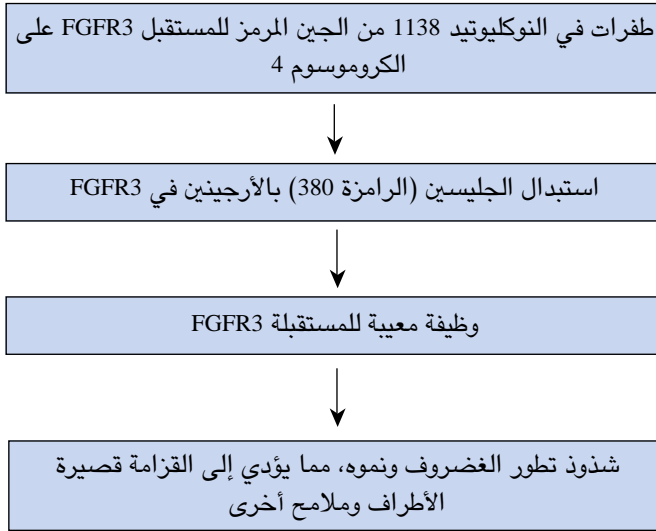 طفرات في النوكليوتيد 1138 من الجين المرمز للمستقبل FGFR3 على
الكروموسوم 4
استبدال الجليسين (الرامزة 380) بالأرجينين في FGFR3
وظيفة معيبة للمستقبلة FGFR3
شذوذ تطور الغضروف ونموه، مما يؤدي إلى القزامة قصيرة
الأطراف وملامح أخرى